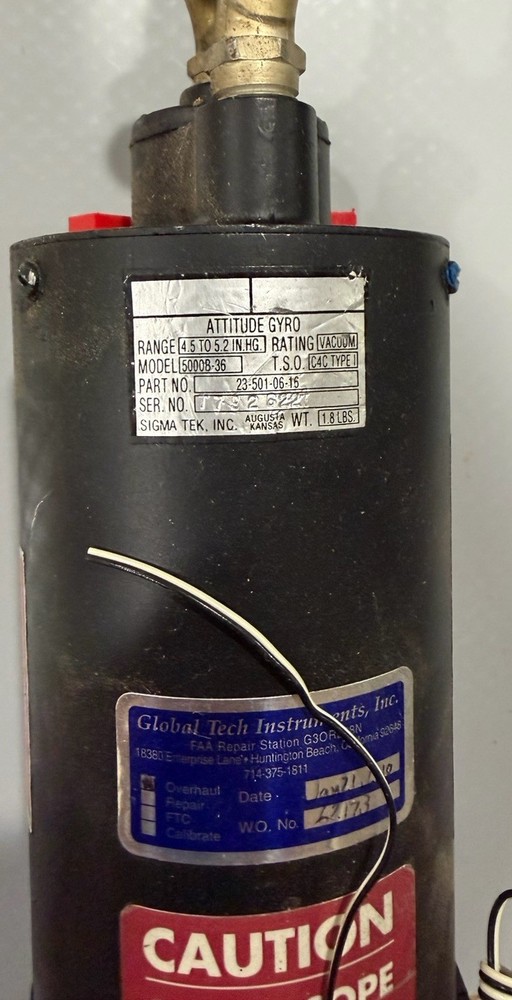 ATTITUDE GYRO
RANGE 4.5 TO 5.2 IN.HG. RATING VACUUM
MODEL 5000B-36 T.S.O. C4C TYPE I
PART NO. 23-501-06-16
SER. NO.
SIGMA TEK, INC. AUGUSTA KANSAS WT. 1.8 LBS.
Global Tech Instruments, Inc.
FAA Repair Station
18380 Enterprise Lane • Huntington Beach, California 92648
714-375-1811
Overhaul
Repair
FTC
Calibrate
Date
W.O. No.
CAUTION